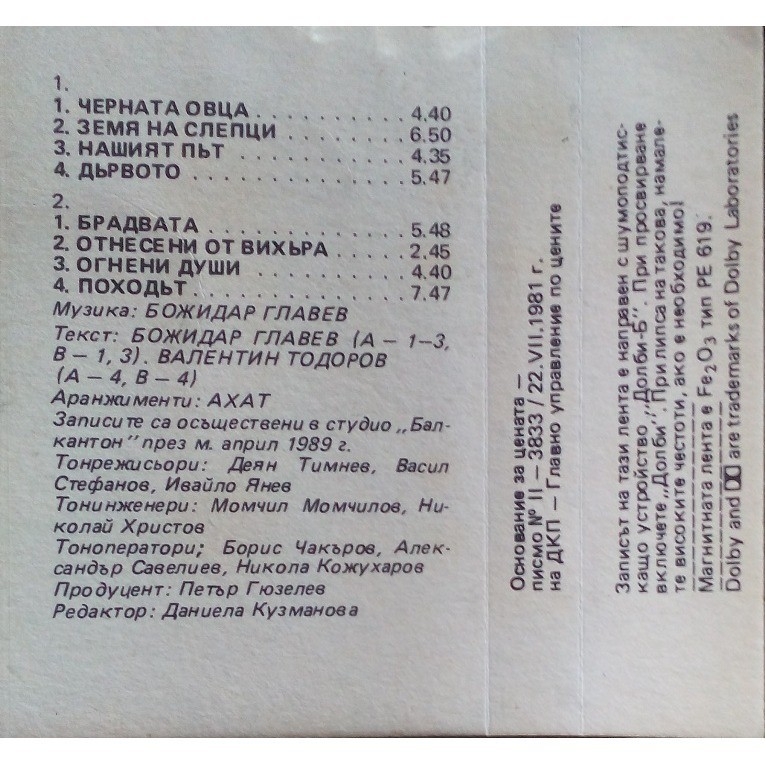 1.
1. ЧЕРНАТА ОВЦА . . . . . . . . . . . 4.40
2. ЗЕМЯ НА СЛЕПЦИ . . . . . . . . . 6.50
3. НАШИЯТ ПЪТ . . . . . . . . . . . . 4.35
4. ДЪРВОТО . . . . . . . . . . . . . . . 5.47
2.
1. БРАДВАТА . . . . . . . . . . . . . . 5.48
2. ОТНЕСЕНИ ОТ ВИХЪРА . . . . . . 2.45
3. ОГНЕНИ ДУШИ . . . . . . . . . . . 4.40
4. ПОХОДЪТ . . . . . . . . . . . . . . . 7.47
Музика: БОЖИДАР ГЛАВЕВ
Текст: БОЖИДАР ГЛАВЕВ (А – 1–3,
В – 1, 3). ВАЛЕНТИН ТОДОРОВ
(А – 4, В – 4)
Аранжименти: АХАТ
Записите са осъществени в студио „Бал-
кантон" през м. април 1989 г.
Тонрежисьори: Деян Тимнев, Васил
Стефанов, Ивайло Янев
Тонинженери: Момчил Момчилов, Ни-
колай Христов
Тоноператори; Борис Чакъров, Алек-
сандър Савелиев, Никола Кожухаров
Продуцент: Петър Гюзелев
Редактор: Даниела Кузманова
Основание за цената –
писмо № II – 3833 / 22.VII.1981 г.
на ДКП – Главно управление по цените
Записът на тази лента е направен с шумоподтис-
кащо устройство „Долби-Б". При просвирване
включете „Долби". При липса на такова, намале-
те високите честоти, ако е необходимо!
Магнитната лента е Fe2O3 тип РЕ 619.
Dolby and are trademarks of Dolby Laboratories